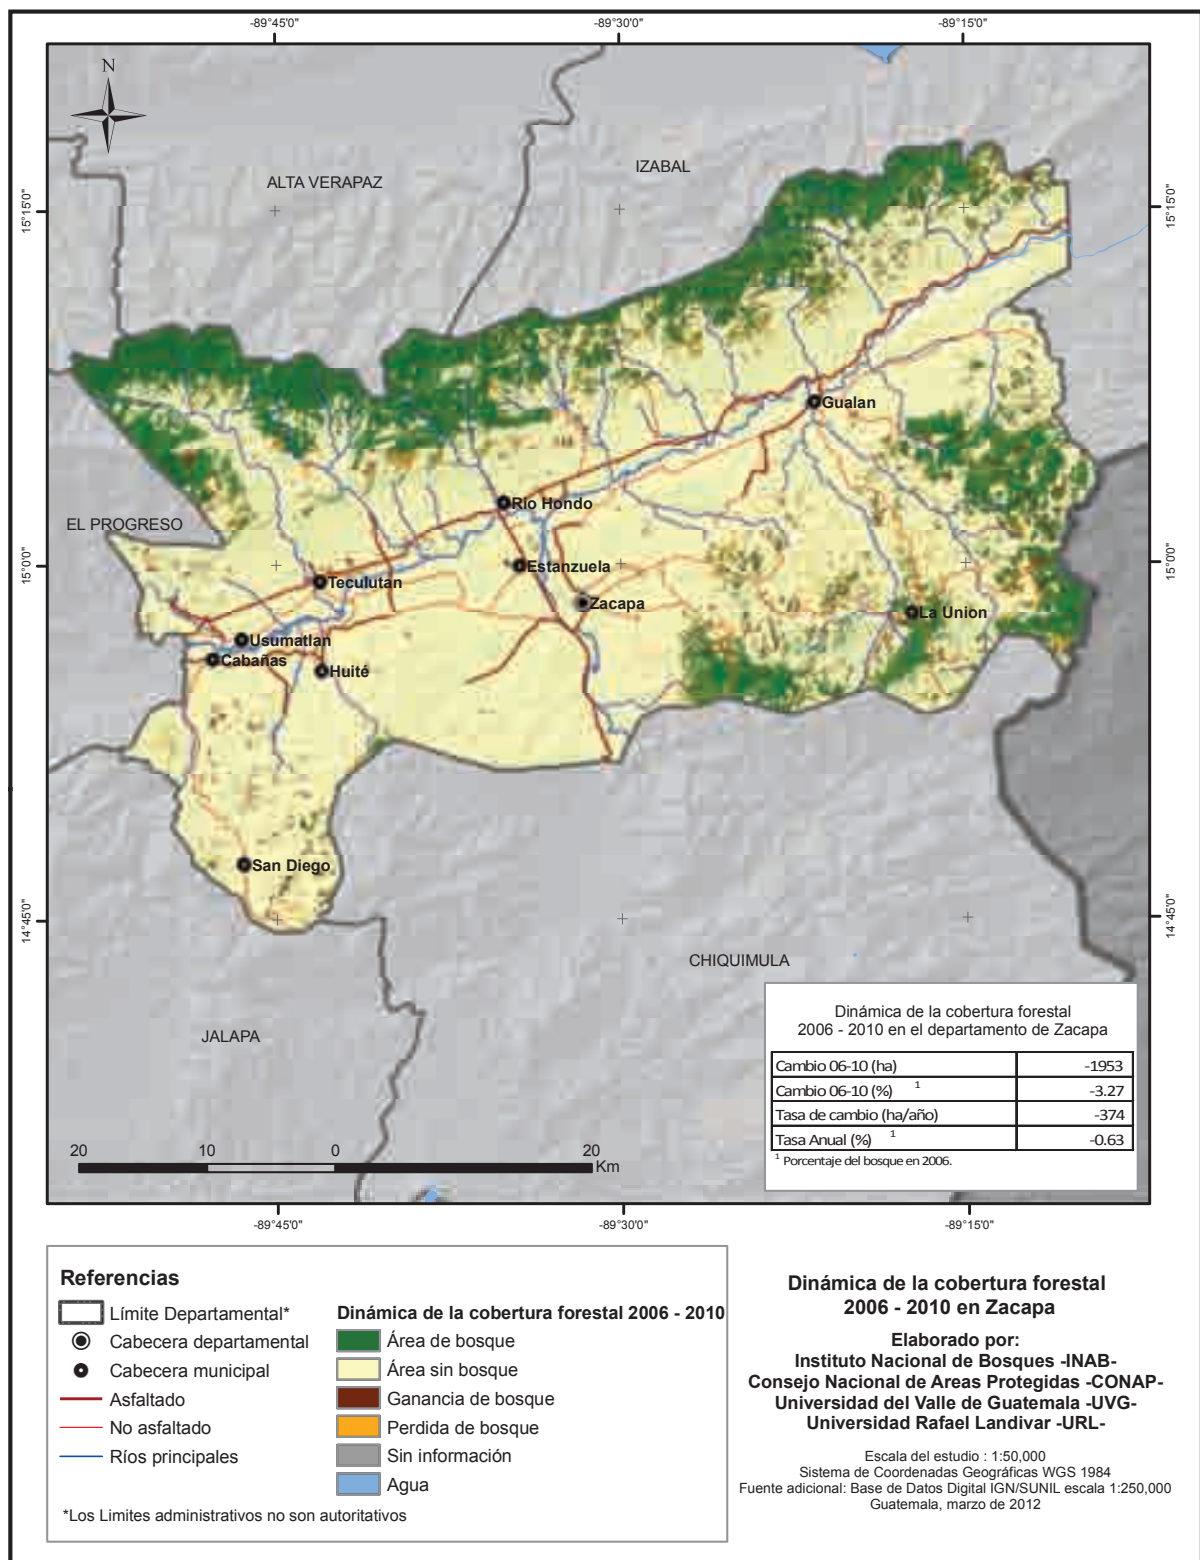 -89°45'0"
-89°30'0"
-89°15'0"
N
IZABAL
ALTA VERAPAZ
15°15'0"
15°15'0"
Gualan
Rio Hondo
EL PROGRESO
15°0'0"
15°0'0"
Estanzuela
Teculutan
Zacapa
La Union
Usumatlan
Cabañas
Huité
San Diego
14°45'0"
14°45'0"
CHIQUIMULA
JALAPA
Dinámica de la cobertura forestal
2006 - 2010 en el departamento de Zacapa
Cambio 06-10 (ha) -1953
Cambio 06-10 (%) 1 -3.27
Tasa de cambio (ha/año) -374
Tasa Anual (%) 1 -0.63
1 Porcentaje del bosque en 2006.
20 10 0 20
Km
-89°45'0"
-89°30'0"
-89°15'0"
Referencias
Límite Departamental*
Cabecera departamental
Cabecera municipal
Asfaltado
No asfaltado
Ríos principales
Dinámica de la cobertura forestal 2006 - 2010
Área de bosque
Área sin bosque
Ganancia de bosque
Perdida de bosque
Sin información
Agua
*Los Limites administrativos no son autoritativos
Dinámica de la cobertura forestal
2006 - 2010 en Zacapa
Elaborado por:
Instituto Nacional de Bosques -INAB-
Consejo Nacional de Areas Protegidas -CONAP-
Universidad del Valle de Guatemala -UVG-
Universidad Rafael Landivar -URL-
Escala del estudio : 1:50,000
Sistema de Coordenadas Geográficas WGS 1984
Fuente adicional: Base de Datos Digital IGN/SUNIL escala 1:250,000
Guatemala, marzo de 2012